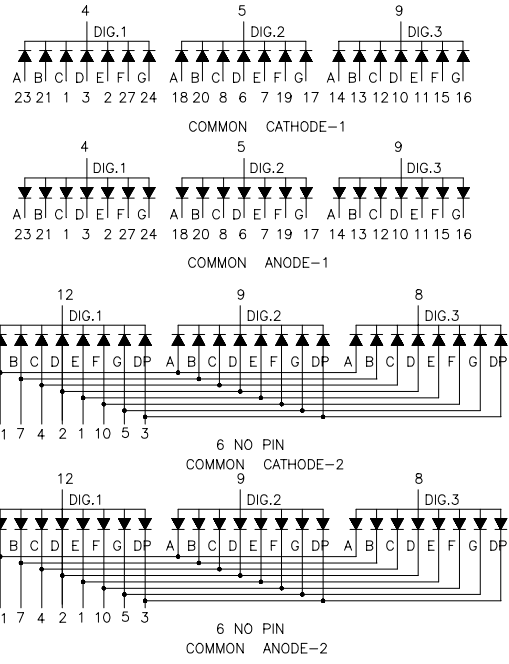 4 5 9
DIG.1 DIG.2 DIG.3
A B C D E F G A B C D E F G A B C D E F G
23 21 1 3 2 27 24 18 20 8 6 7 19 17 14 13 12 10 11 15 16
COMMON CATHODE-1
4 5 9
DIG.1 DIG.2 DIG.3
A B C D E F G A B C D E F G A B C D E F G
23 21 1 3 2 27 24 18 20 8 6 7 19 17 14 13 12 10 11 15 16
COMMON ANODE-1
12 9 8
DIG.1 DIG.2 DIG.3
B C D E F G DP A B C D E F G DP A B C D E F G DP
1 7 4 2 1 10 5 3
6 NO PIN
COMMON CATHODE-2
12 9 8
DIG.1 DIG.2 DIG.3
B C D E F G DP A B C D E F G DP A B C D E F G DP
1 7 4 2 1 10 5 3
6 NO PIN
COMMON ANODE-2